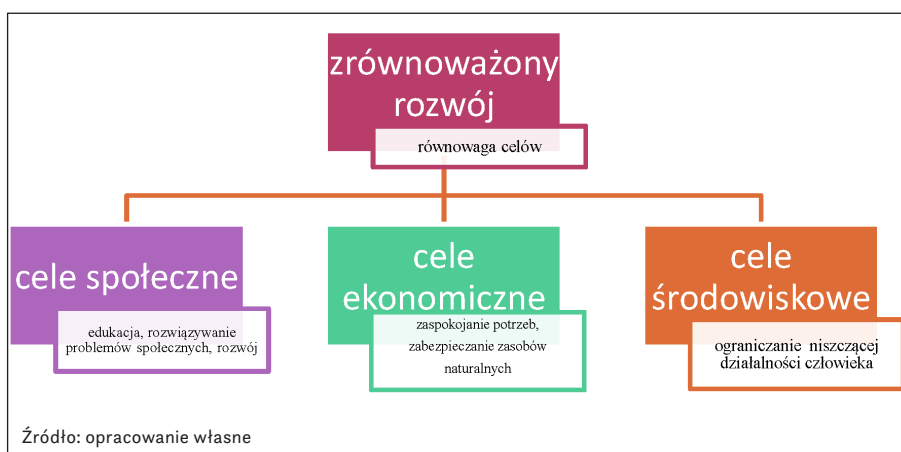 zrównoważony
rozwój
równowaga celów
cele społeczne
edukacja, rozwiązywanie
problemów społecznych, rozwój
cele
ekonomiczne
zaspokojanie potrzeb,
zabezpieczanie zasobów
naturalnych
cele
środowiskowe
ograniczanie niszczącej
działalności człowieka
Źródło: opracowanie własne